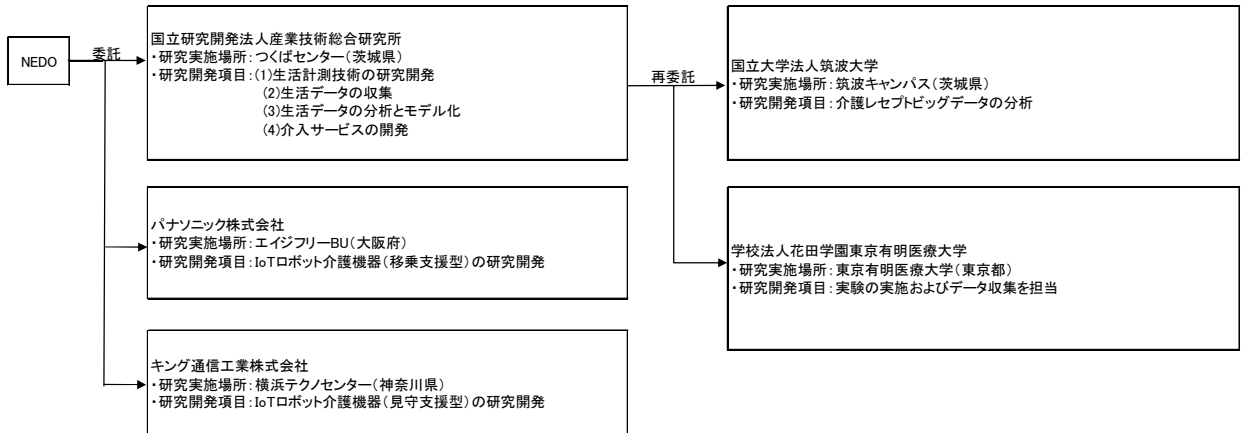 NEDO
委託
国立研究開発法人産業技術総合研究所
・研究実施場所：つくばセンター（茨城県）
・研究開発項目：(1)生活計測技術の研究開発
(2)生活データの収集
(3)生活データの分析とモデル化
(4)介入サービスの開発
再委託
国立大学法人筑波大学
・研究実施場所：筑波キャンパス（茨城県）
・研究開発項目：介護レセプトビッグデータの分析
パナソニック株式会社
・研究実施場所：エイジフリーBU（大阪府）
・研究開発項目：IoTロボット介護機器（移乗支援型）の研究開発
学校法人花田学園東京有明医療大学
・研究実施場所：東京有明医療大学（東京都）
・研究開発項目：実験の実施およびデータ収集を担当
キング通信工業株式会社
・研究実施場所：横浜テクノセンター（神奈川県）
・研究開発項目：IoTロボット介護機器（見守支援型）の研究開発